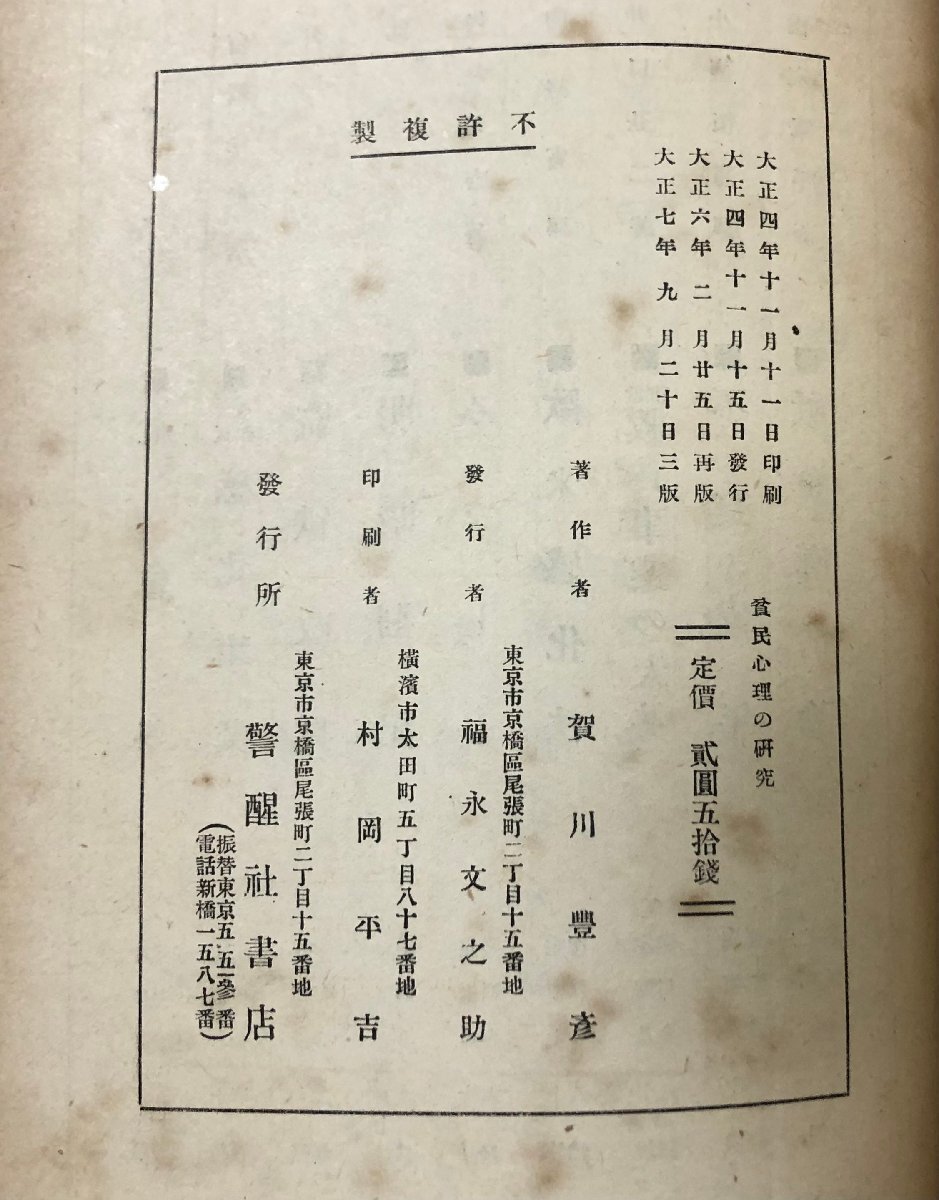 不許複製
大正四年十一月十一日印刷
大正四年十一月十五日發行
大正六年二月廿五日再版
大正七年九月二十日三版
貧民心理の研究
定價 貳圓五拾錢
著作者 賀川豐彦
東京市京橋區尾張町二丁目十五番地
發行者 福永文之助
橫濱市太田町五丁目八十七番地
印刷者 村岡平吉
東京市京橋區尾張町二丁目十五番地
發行所 警醒社書店
(振替東京五五參番
電話新橋一五八七番)